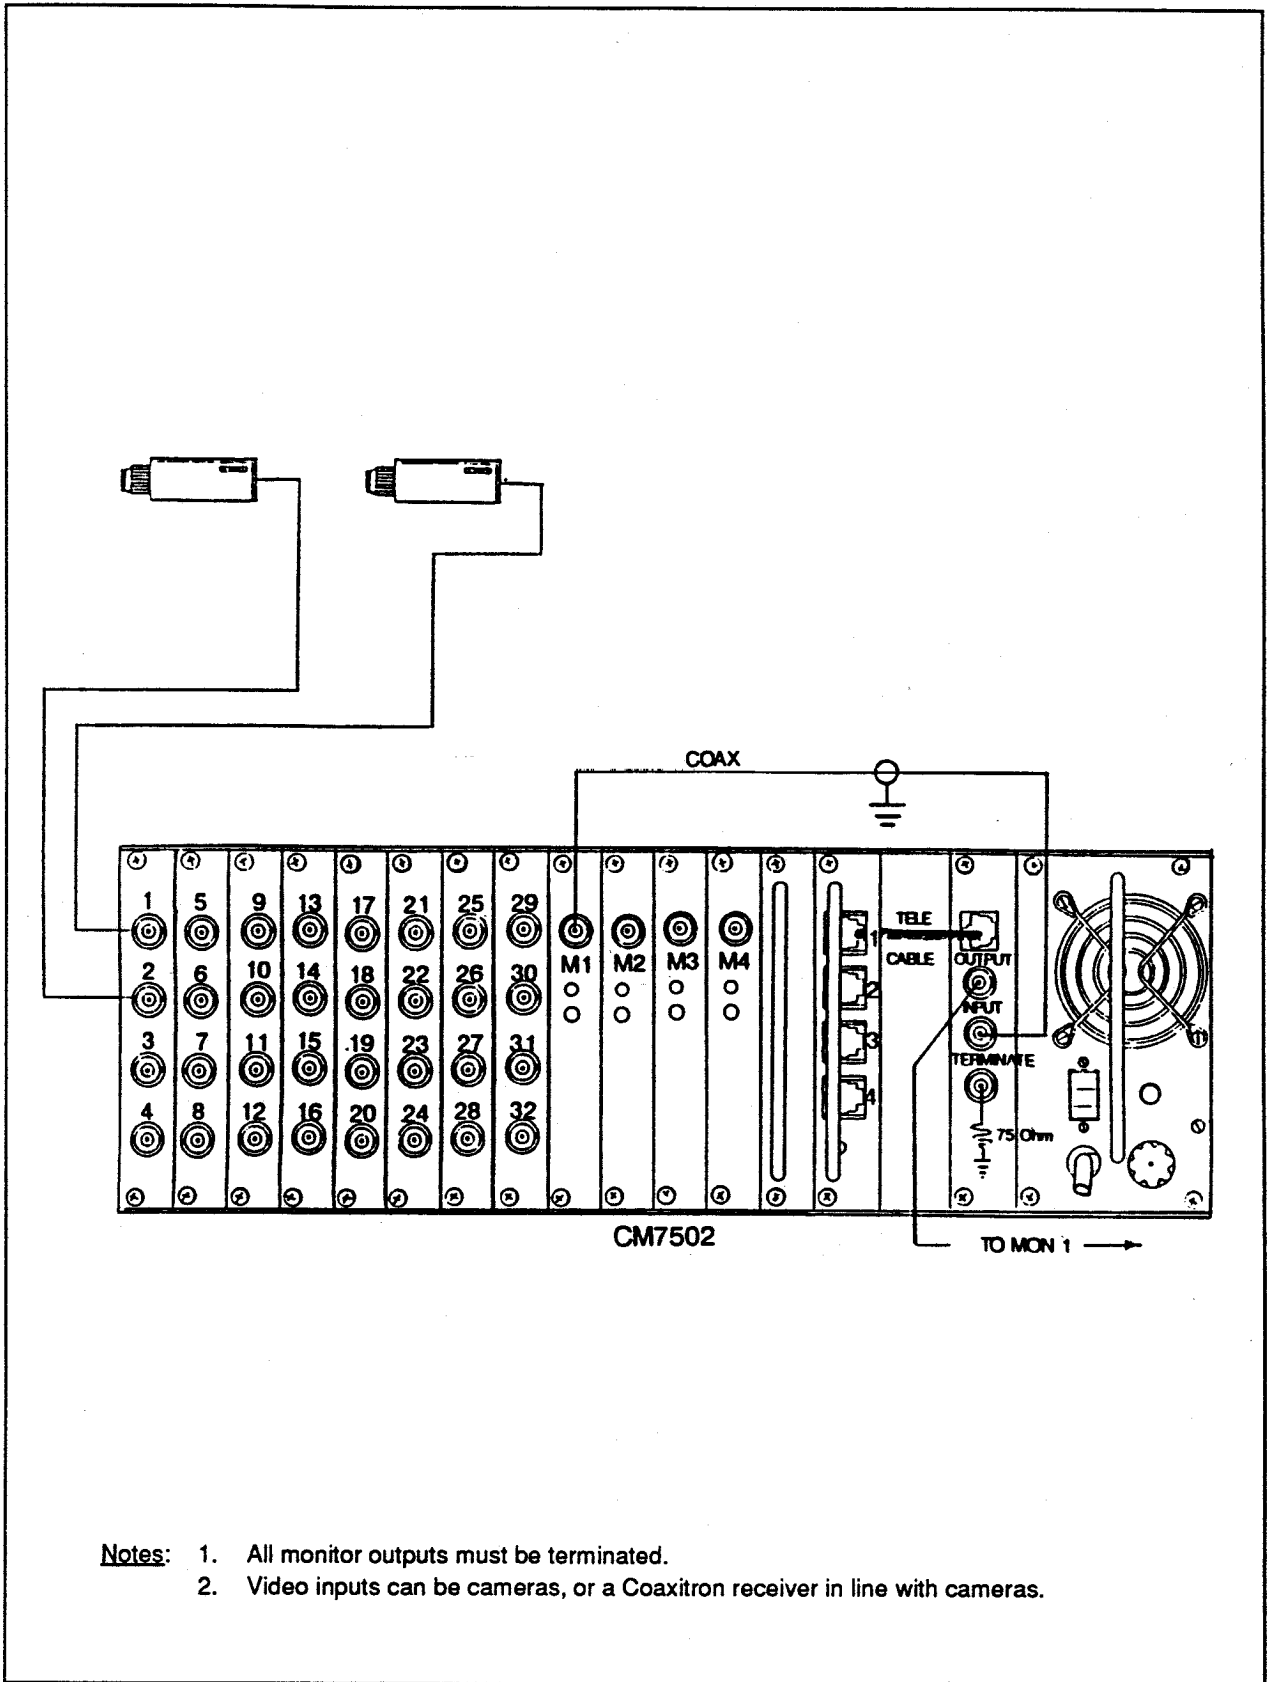 COAX
1 5 9 13 17 21 25 29
2 6 10 14 18 22 26 30
3 7 11 15 .19 23 27 31
4 8 12 16 20 24 28 32
M1 M2 M3 M4
1
2
3
4
TELE
CABLE
OUTPUT
INPUT
TERMINATE
75 Ohm
CM7502
TO MON 1
Notes: 1. All monitor outputs must be terminated.
2. Video inputs can be cameras, or a Coaxitron receiver in line with cameras.